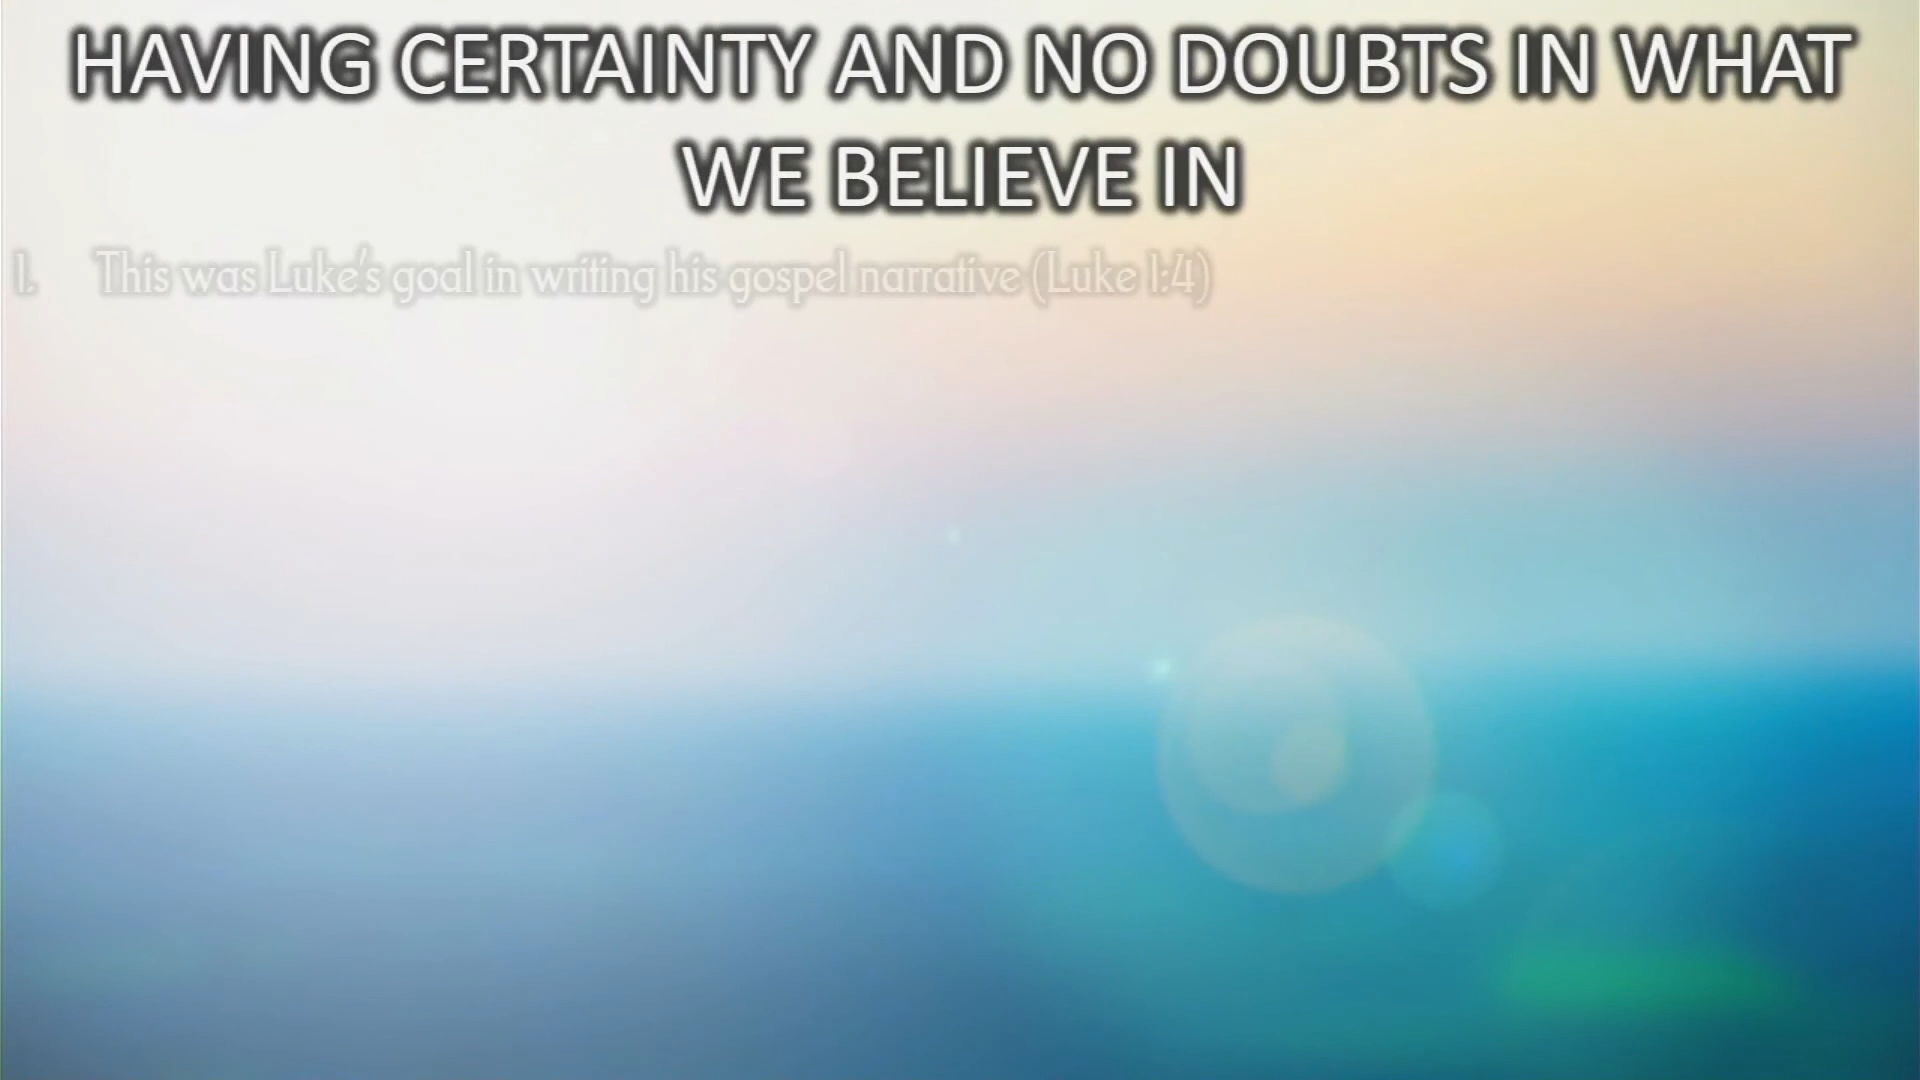 HAVING CERTAINTY AND NO DOUBTS IN WHAT
WE BELIEVE IN
1. This was Luke's goal in writing his gospel narrative (Luke 1:4)